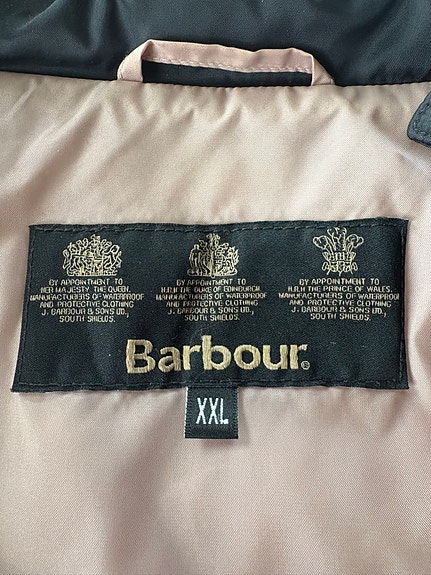 BY APPOINTMENT TO
HER MAJESTY THE QUEEN.
MANUFACTURERS OF WATERPROOF
AND PROTECTIVE CLOTHING
J. BARBOUR & SONS LTD.,
SOUTH SHIELDS.
BY APPOINTMENT TO
H.R.H THE DUKE OF EDINBURGH.
MANUFACTURERS OF WATERPROOF
AND PROTECTIVE CLOTHING
J. BARBOUR & SONS LTD.,
SOUTH SHIELDS.
BY APPOINTMENT TO
H.R.H THE PRINCE OF WALES.
MANUFACTURERS OF WATERPROOF
AND PROTECTIVE CLOTHING
J. BARBOUR & SONS LTD.,
SOUTH SHIELDS.
Barbour®
XXL